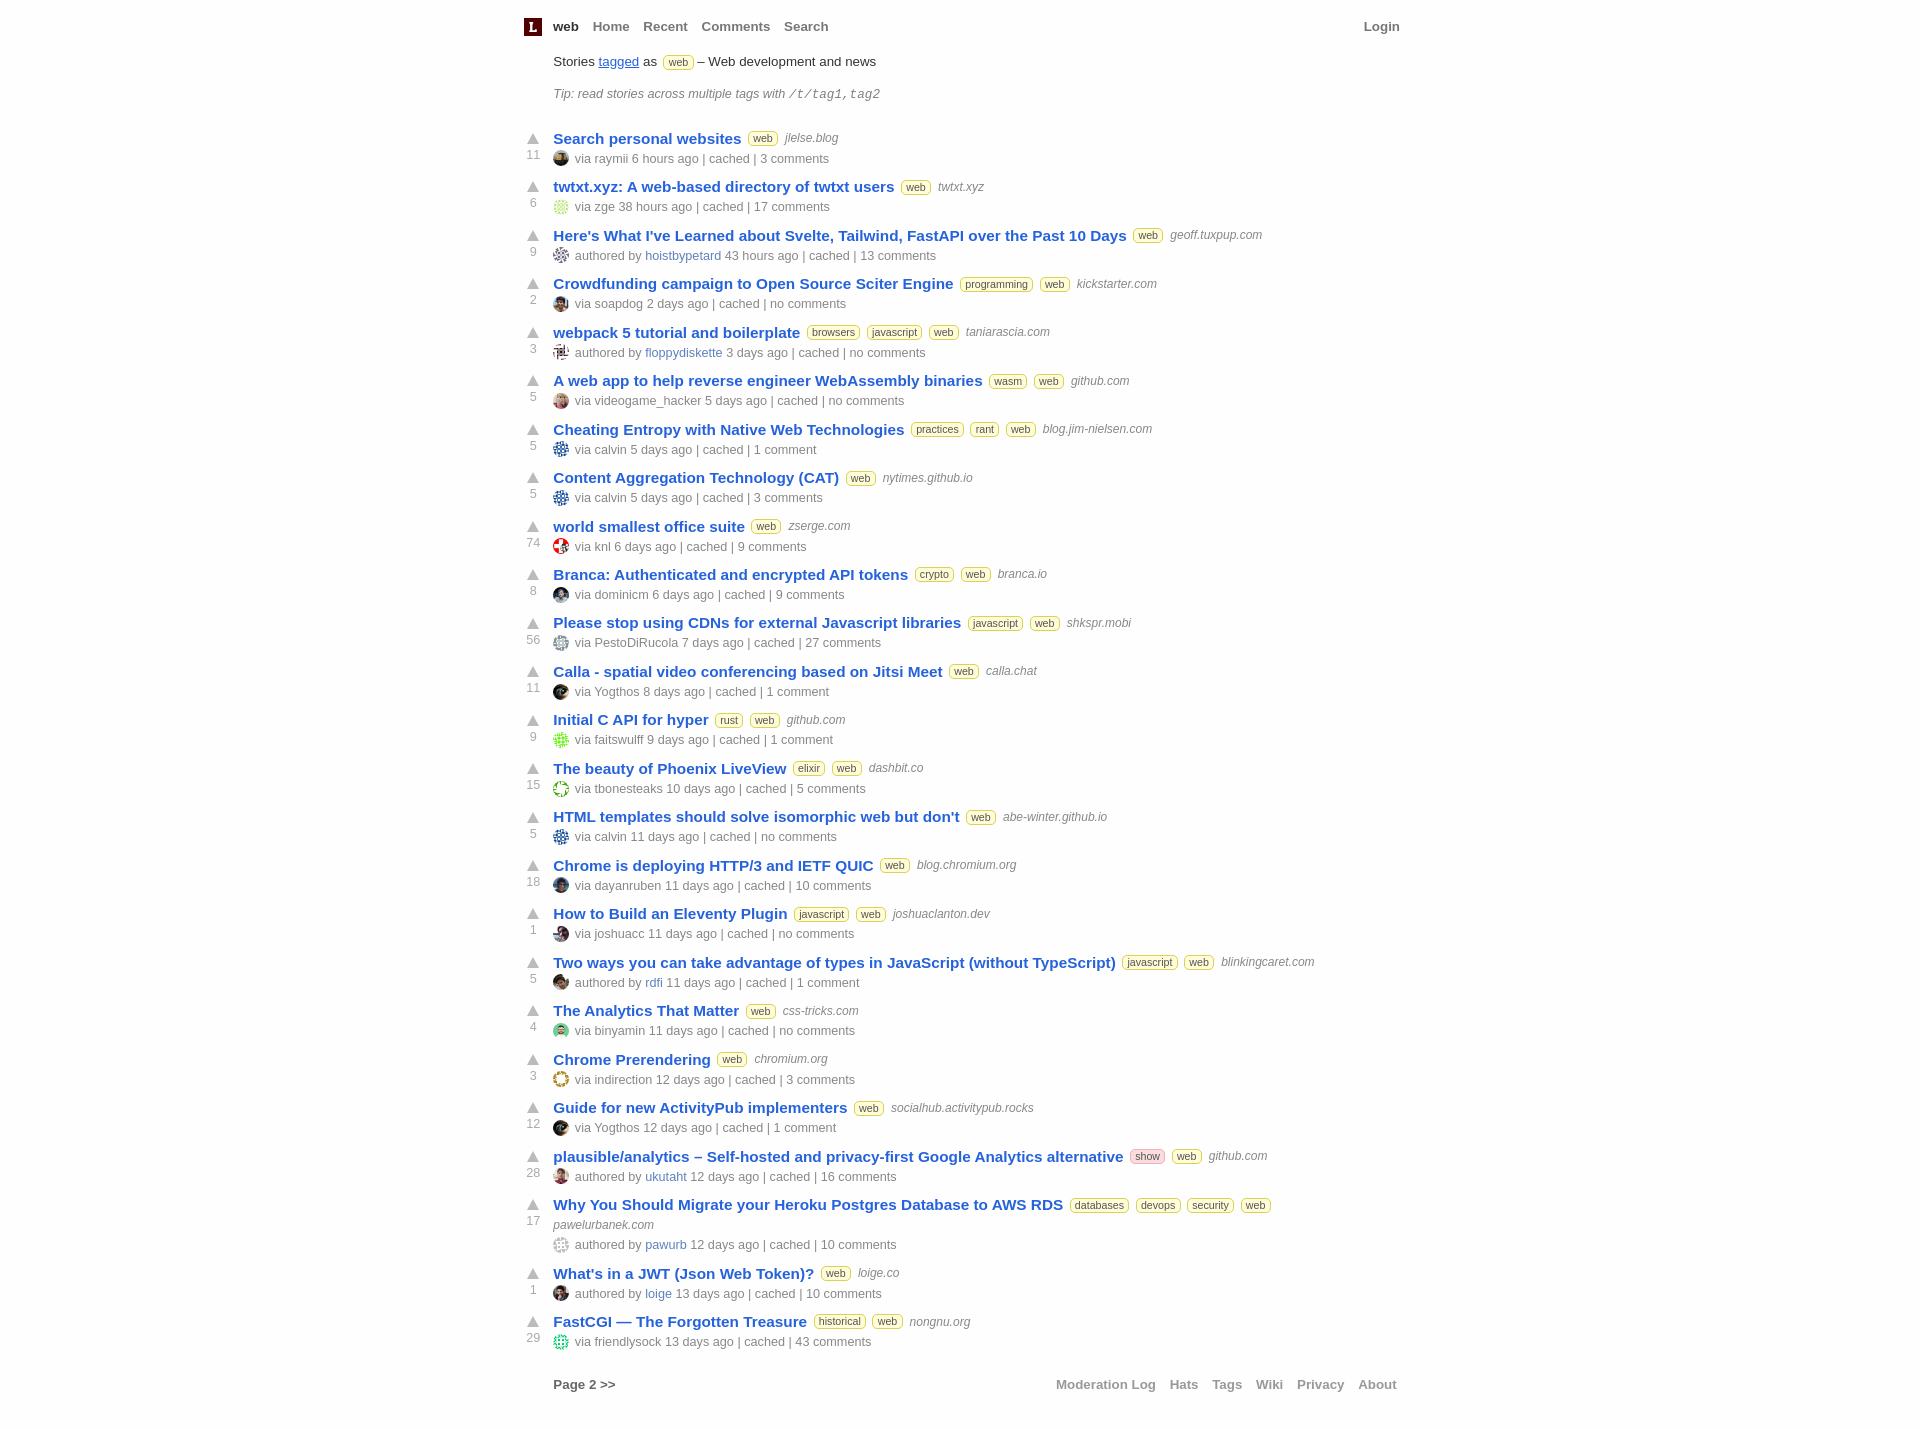 L web Home Recent Comments Search Login
Stories tagged as web – Web development and news
Tip: read stories across multiple tags with /t/tag1,tag2
Search personal websites web jlelse.blog
11 via raymii 6 hours ago | cached | 3 comments
twtxt.xyz: A web-based directory of twtxt users web twtxt.xyz
6 via zge 38 hours ago | cached | 17 comments
Here's What I've Learned about Svelte, Tailwind, FastAPI over the Past 10 Days web geoff.tuxpup.com
9 authored by hoistbypetard 43 hours ago | cached | 13 comments
Crowdfunding campaign to Open Source Sciter Engine programming web kickstarter.com
2 via soapdog 2 days ago | cached | no comments
webpack 5 tutorial and boilerplate browsers javascript web taniarascia.com
3 authored by floppydiskette 3 days ago | cached | no comments
A web app to help reverse engineer WebAssembly binaries wasm web github.com
5 via videogame_hacker 5 days ago | cached | no comments
Cheating Entropy with Native Web Technologies practices rant web blog.jim-nielsen.com
5 via calvin 5 days ago | cached | 1 comment
Content Aggregation Technology (CAT) web nytimes.github.io
5 via calvin 5 days ago | cached | 3 comments
world smallest office suite web zserge.com
74 via knl 6 days ago | cached | 9 comments
Branca: Authenticated and encrypted API tokens crypto web branca.io
8 via dominicm 6 days ago | cached | 9 comments
Please stop using CDNs for external Javascript libraries javascript web shkspr.mobi
56 via PestoDiRucola 7 days ago | cached | 27 comments
Calla - spatial video conferencing based on Jitsi Meet web calla.chat
11 via Yogthos 8 days ago | cached | 1 comment
Initial C API for hyper rust web github.com
9 via faitswulff 9 days ago | cached | 1 comment
The beauty of Phoenix LiveView elixir web dashbit.co
15 via tbonesteaks 10 days ago | cached | 5 comments
HTML templates should solve isomorphic web but don't web abe-winter.github.io
5 via calvin 11 days ago | cached | no comments
Chrome is deploying HTTP/3 and IETF QUIC web blog.chromium.org
18 via dayanruben 11 days ago | cached | 10 comments
How to Build an Eleventy Plugin javascript web joshuaclanton.dev
1 via joshuacc 11 days ago | cached | no comments
Two ways you can take advantage of types in JavaScript (without TypeScript) javascript web blinkingcaret.com
5 authored by rdfi 11 days ago | cached | 1 comment
The Analytics That Matter web css-tricks.com
4 via binyamin 11 days ago | cached | no comments
Chrome Prerendering web chromium.org
3 via indirection 12 days ago | cached | 3 comments
Guide for new ActivityPub implementers web socialhub.activitypub.rocks
12 via Yogthos 12 days ago | cached | 1 comment
plausible/analytics – Self-hosted and privacy-first Google Analytics alternative show web github.com
28 authored by ukutaht 12 days ago | cached | 16 comments
Why You Should Migrate your Heroku Postgres Database to AWS RDS databases devops security web
17 pawelurbanek.com
authored by pawurb 12 days ago | cached | 10 comments
What's in a JWT (Json Web Token)? web loige.co
1 authored by loige 13 days ago | cached | 10 comments
FastCGI — The Forgotten Treasure historical web nongnu.org
29 via friendlysock 13 days ago | cached | 43 comments
Page 2 >> Moderation Log Hats Tags Wiki Privacy About